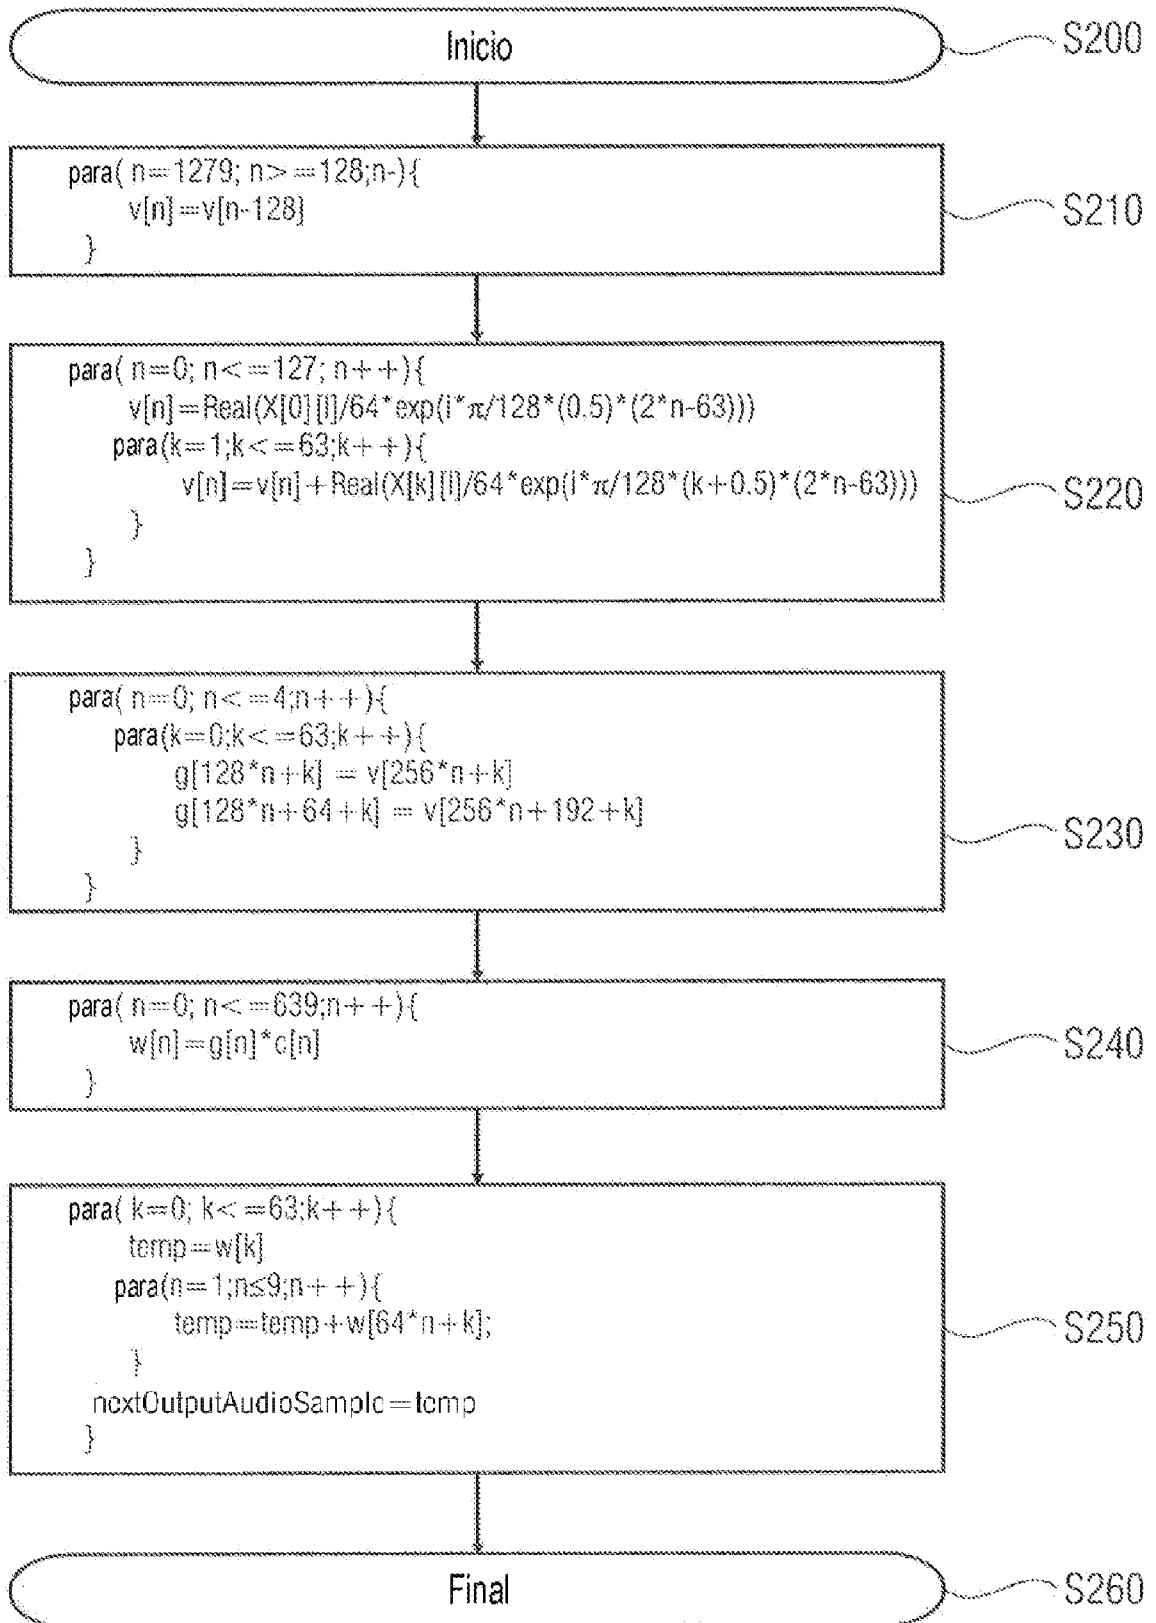 Inicio
S200
para( n=1279; n>=128;n-){
v[n]=v[n-128]
}
S210
para( n=0; n<=127; n++){
v[n]=Real(X[0][l]/64*exp(i*π/128*(0.5)*(2*n-63)))
para(k=1;k<=63;k++){
v[n]=v[n]+Real(X[k][l]/64*exp(i*π/128*(k+0.5)*(2*n-63)))
}
}
S220
para( n=0; n<=4;n++){
para(k=0;k<=63;k++){
g[128*n+k] = v[256*n+k]
g[128*n+64+k] = v[256*n+192+k]
}
}
S230
para( n=0; n<=639;n++){
w[n]=g[n]*c[n]
}
S240
para( k=0; k<=63;k++){
temp=w[k]
para(n=1;n≤9;n++){
temp=temp+w[64*n+k];
}
nextOutputAudioSample=temp
}
S250
Final
S260